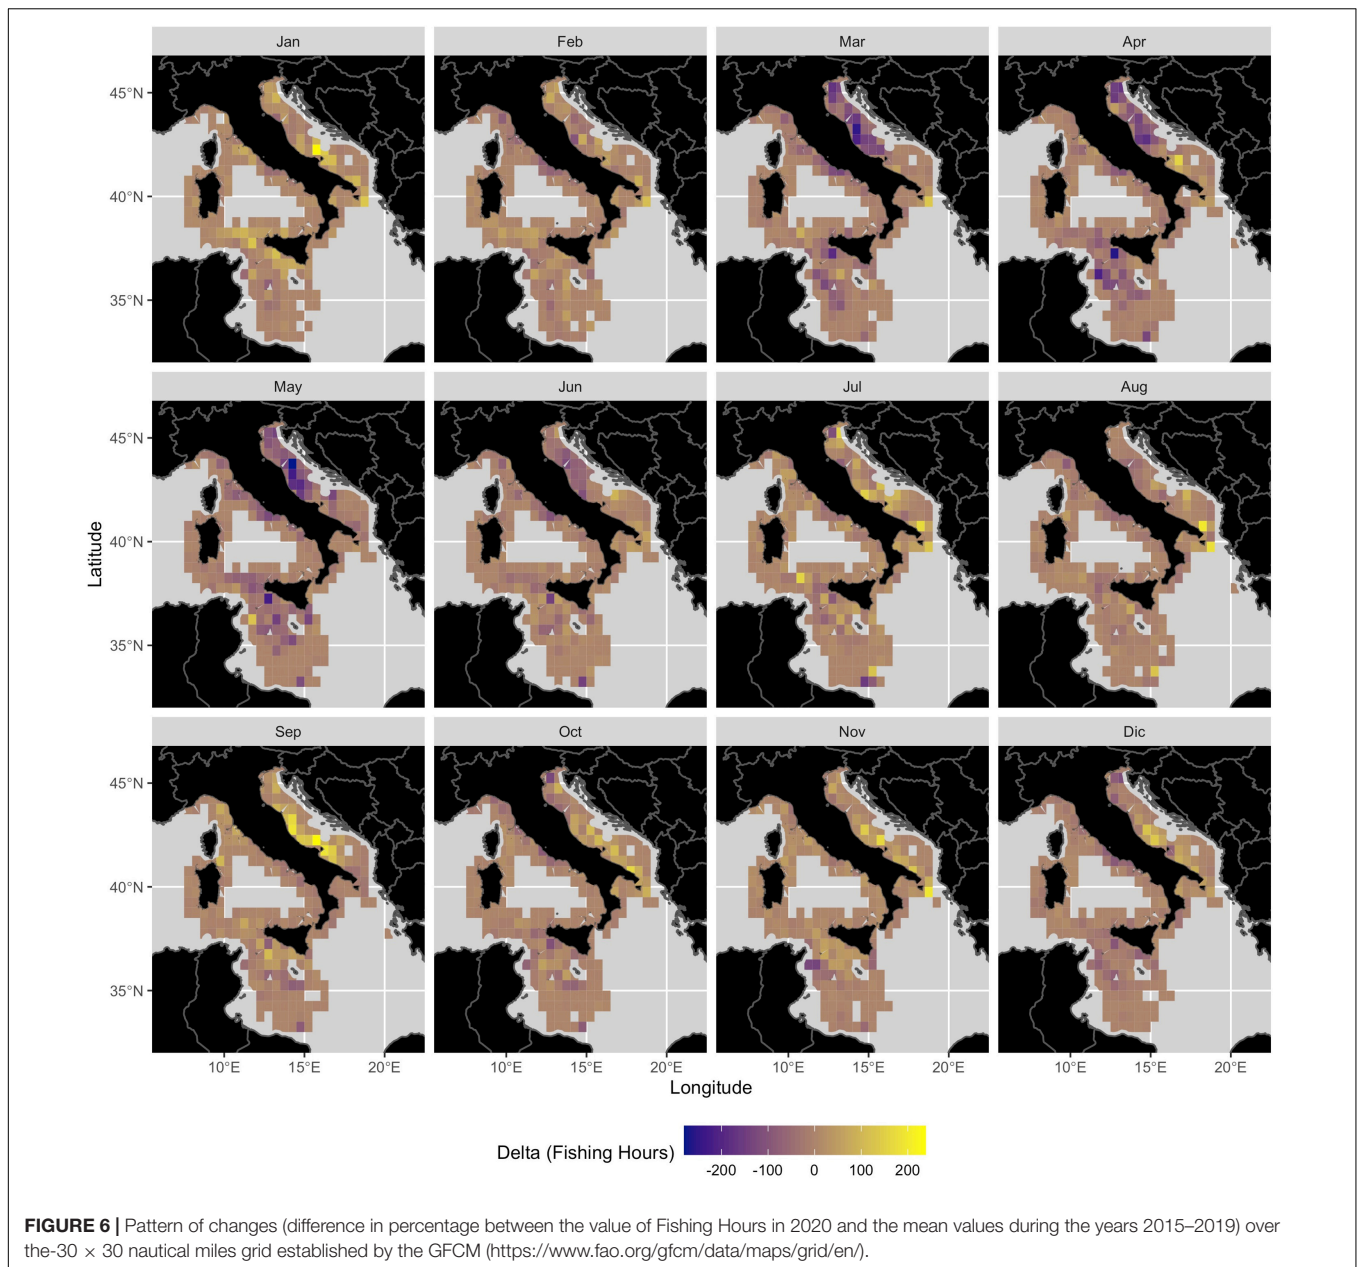 Jan Feb Mar Apr
45°N
40°N
35°N
May Jun Jul Aug
45°N
40°N
35°N
Latitude
Sep Oct Nov Dic
45°N
40°N
35°N
10°E 15°E 20°E 10°E 15°E 20°E 10°E 15°E 20°E 10°E 15°E 20°E
Longitude
Delta (Fishing Hours)
-200 -100 0 100 200
FIGURE 6 | Pattern of changes (difference in percentage between the value of Fishing Hours in 2020 and the mean values during the years 2015–2019) over
the-30 × 30 nautical miles grid established by the GFCM (https://www.fao.org/gfcm/data/maps/grid/en/).